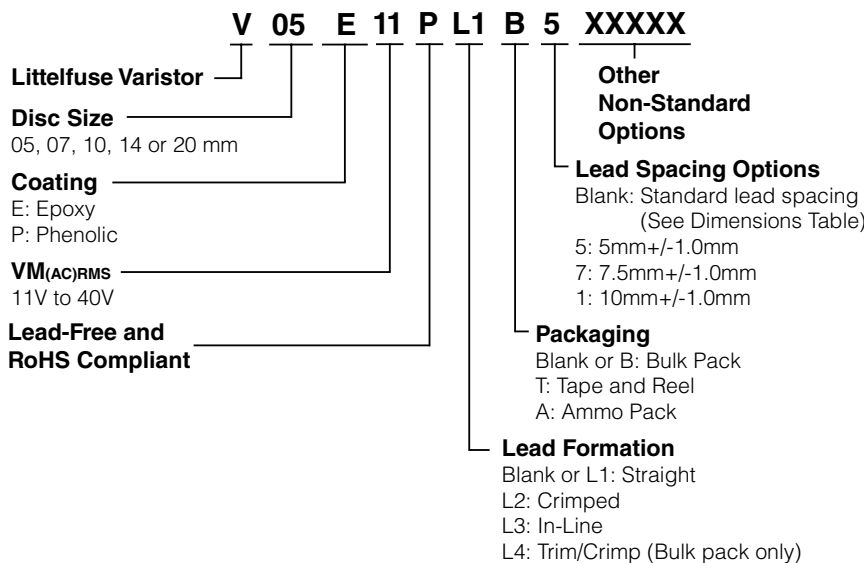 V 05 E 11 P L1 B 5 XXXXX
Littelfuse Varistor
Disc Size
05, 07, 10, 14 or 20 mm
Coating
E: Epoxy
P: Phenolic
VM(AC)RMS
11V to 40V
Lead-Free and
RoHS Compliant
Other
Non-Standard
Options
Lead Spacing Options
Blank: Standard lead spacing
(See Dimensions Table)
5: 5mm+/-1.0mm
7: 7.5mm+/-1.0mm
1: 10mm+/-1.0mm
Packaging
Blank or B: Bulk Pack
T: Tape and Reel
A: Ammo Pack
Lead Formation
Blank or L1: Straight
L2: Crimped
L3: In-Line
L4: Trim/Crimp (Bulk pack only)